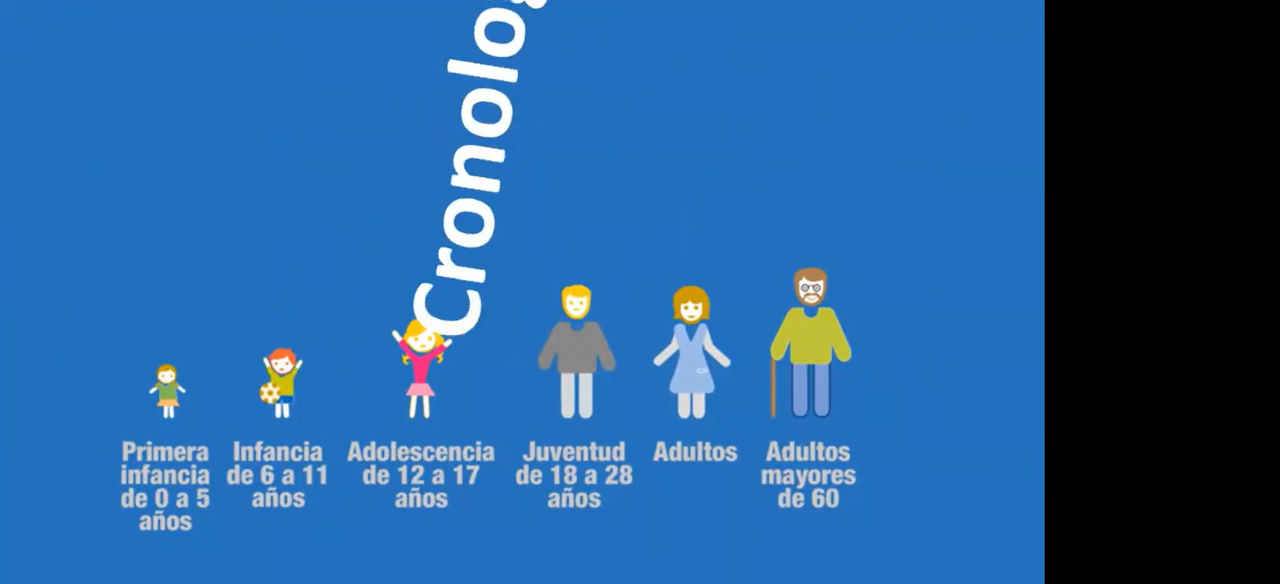 Cronolog
Primera
infancia
de 0 a 5
años
Infancia
de 6 a 11
años
Adolescencia
de 12 a 17
años
Juventud
de 18 a 28
años
Adultos
Adultos
mayores
de 60